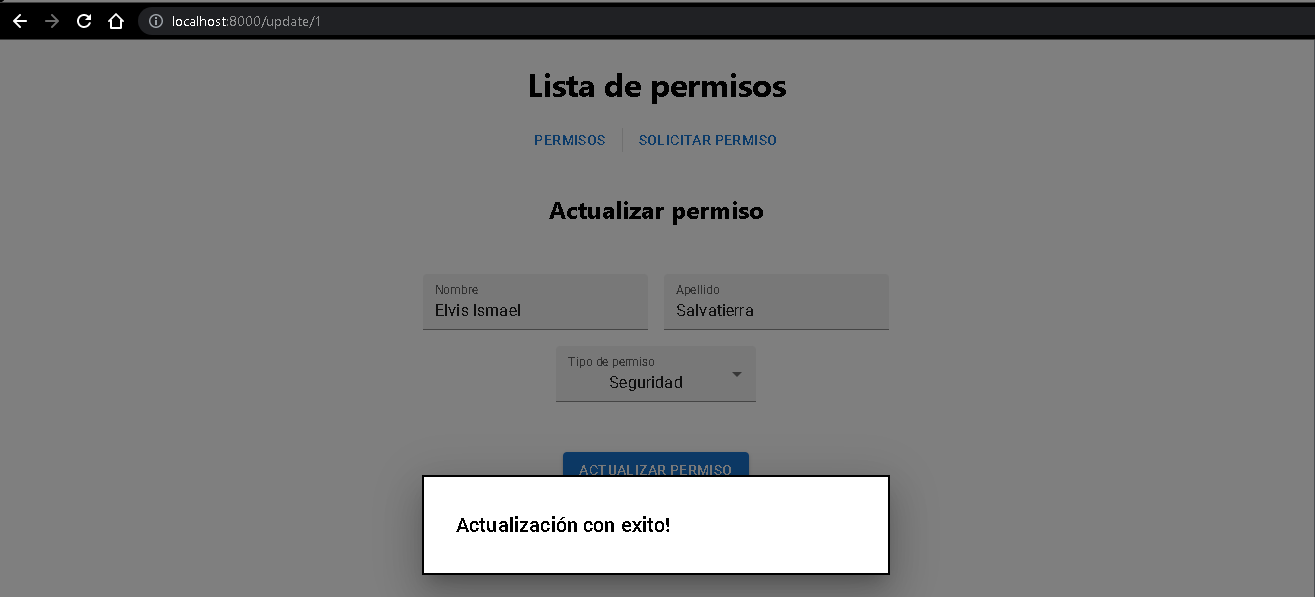 localhost:8000/update/1
Lista de permisos
PERMISOS SOLICITAR PERMISO
Actualizar permiso
Nombre Apellido
Elvis Ismael Salvatierra
Tipo de permiso
Seguridad
ACTUALIZAR PERMISO
Actualización con exito!